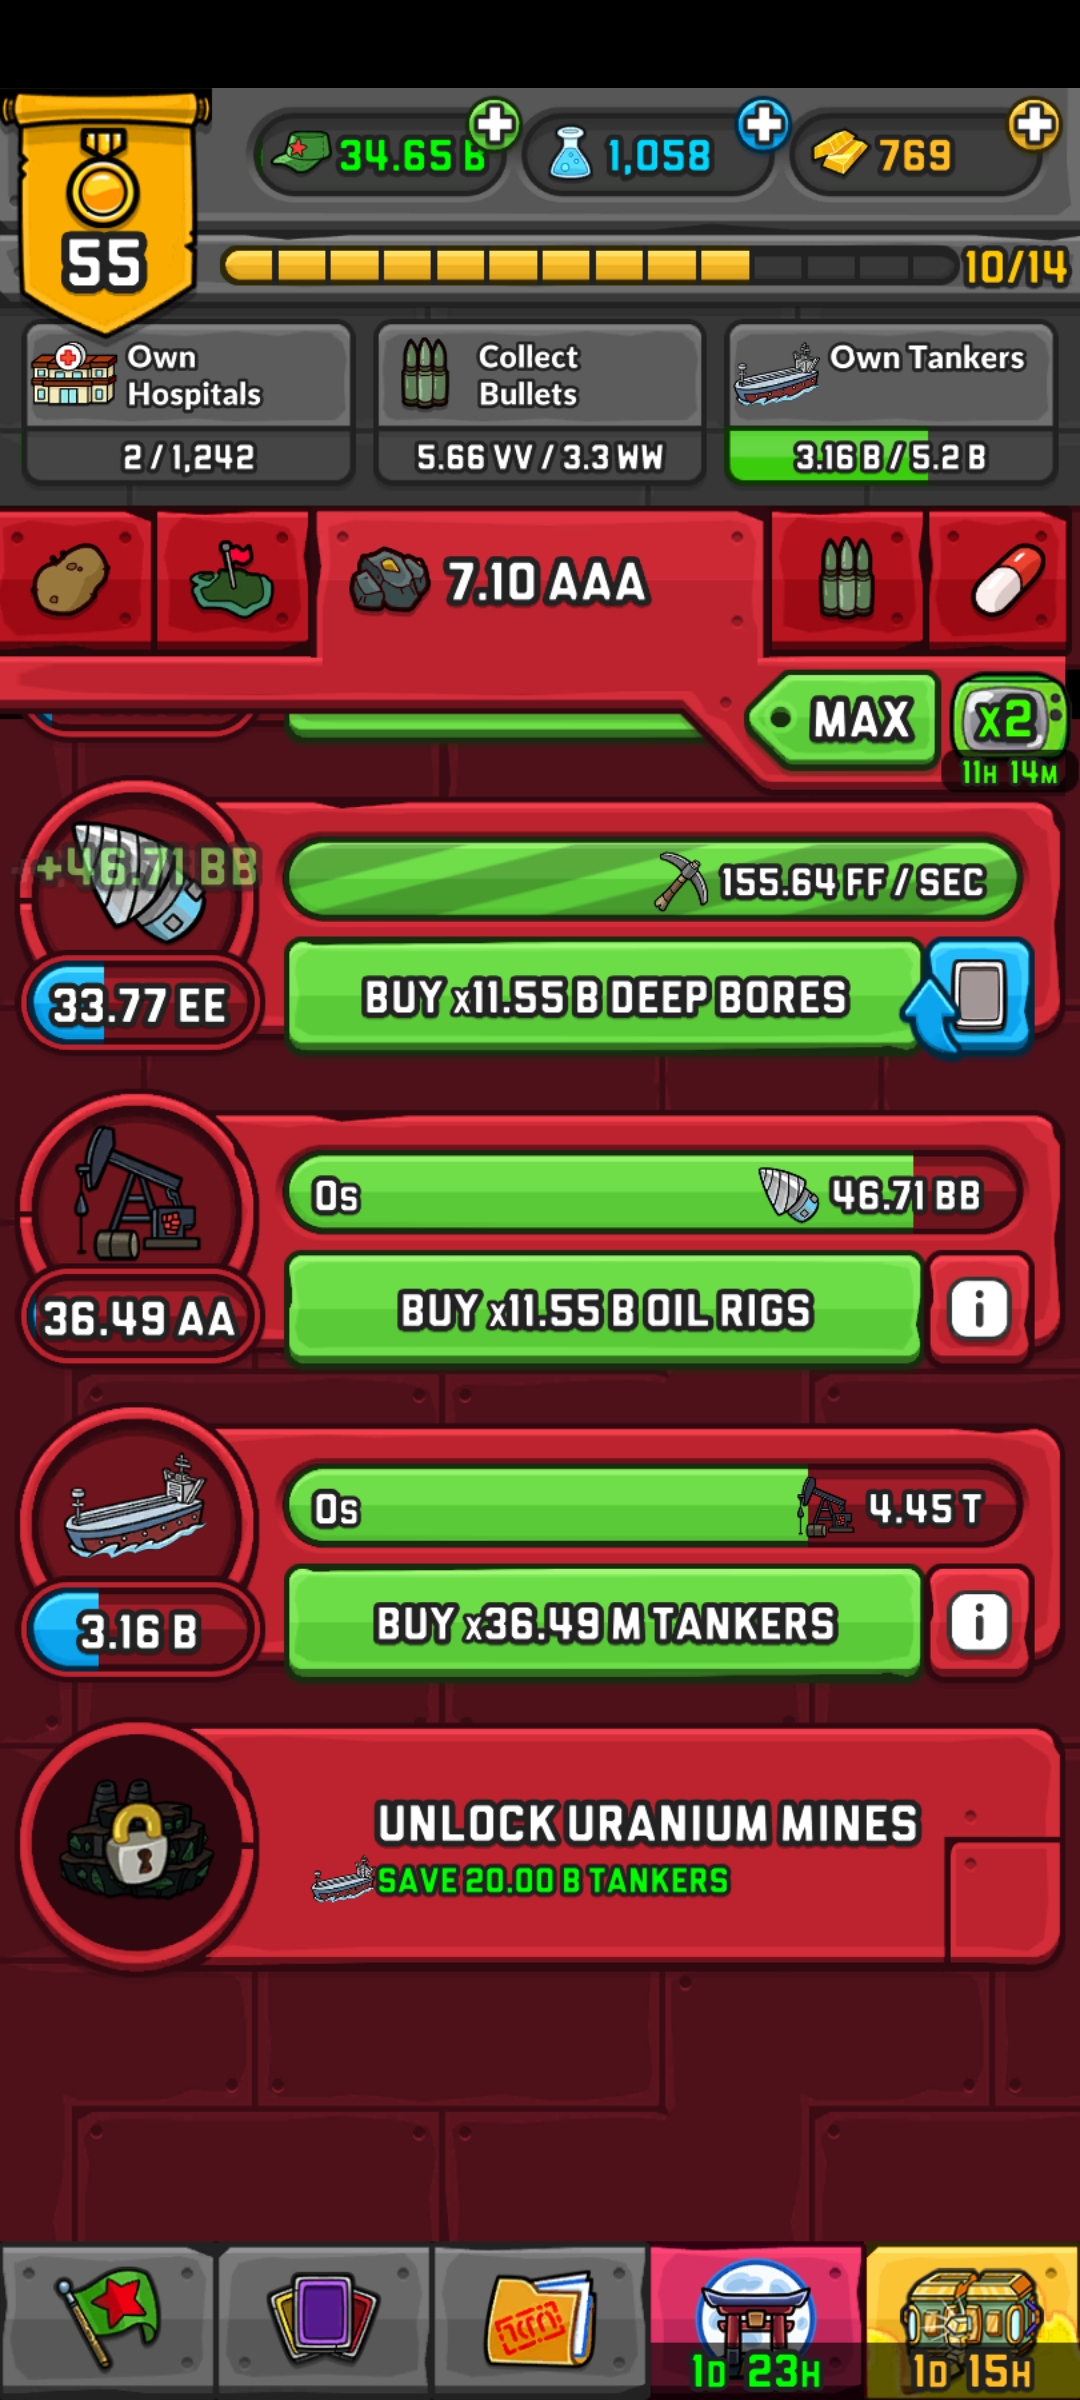 34.65 B
1,058
769
55
10/14
Own
Hospitals
2 / 1,242
Collect
Bullets
5.66 VV / 3.3 WW
Own Tankers
3.16 B / 5.2 B
7.10 AAA
MAX
x2
11H 14M
+46.71 BB
155.64 FF / SEC
33.77 EE
BUY x11.55 B DEEP BORES
0s
46.71 BB
36.49 AA
BUY x11.55 B OIL RIGS
i
0s
4.45 T
3.16 B
BUY x36.49 M TANKERS
i
UNLOCK URANIUM MINES
SAVE 20.00 B TANKERS
1D 23H
1D 15H